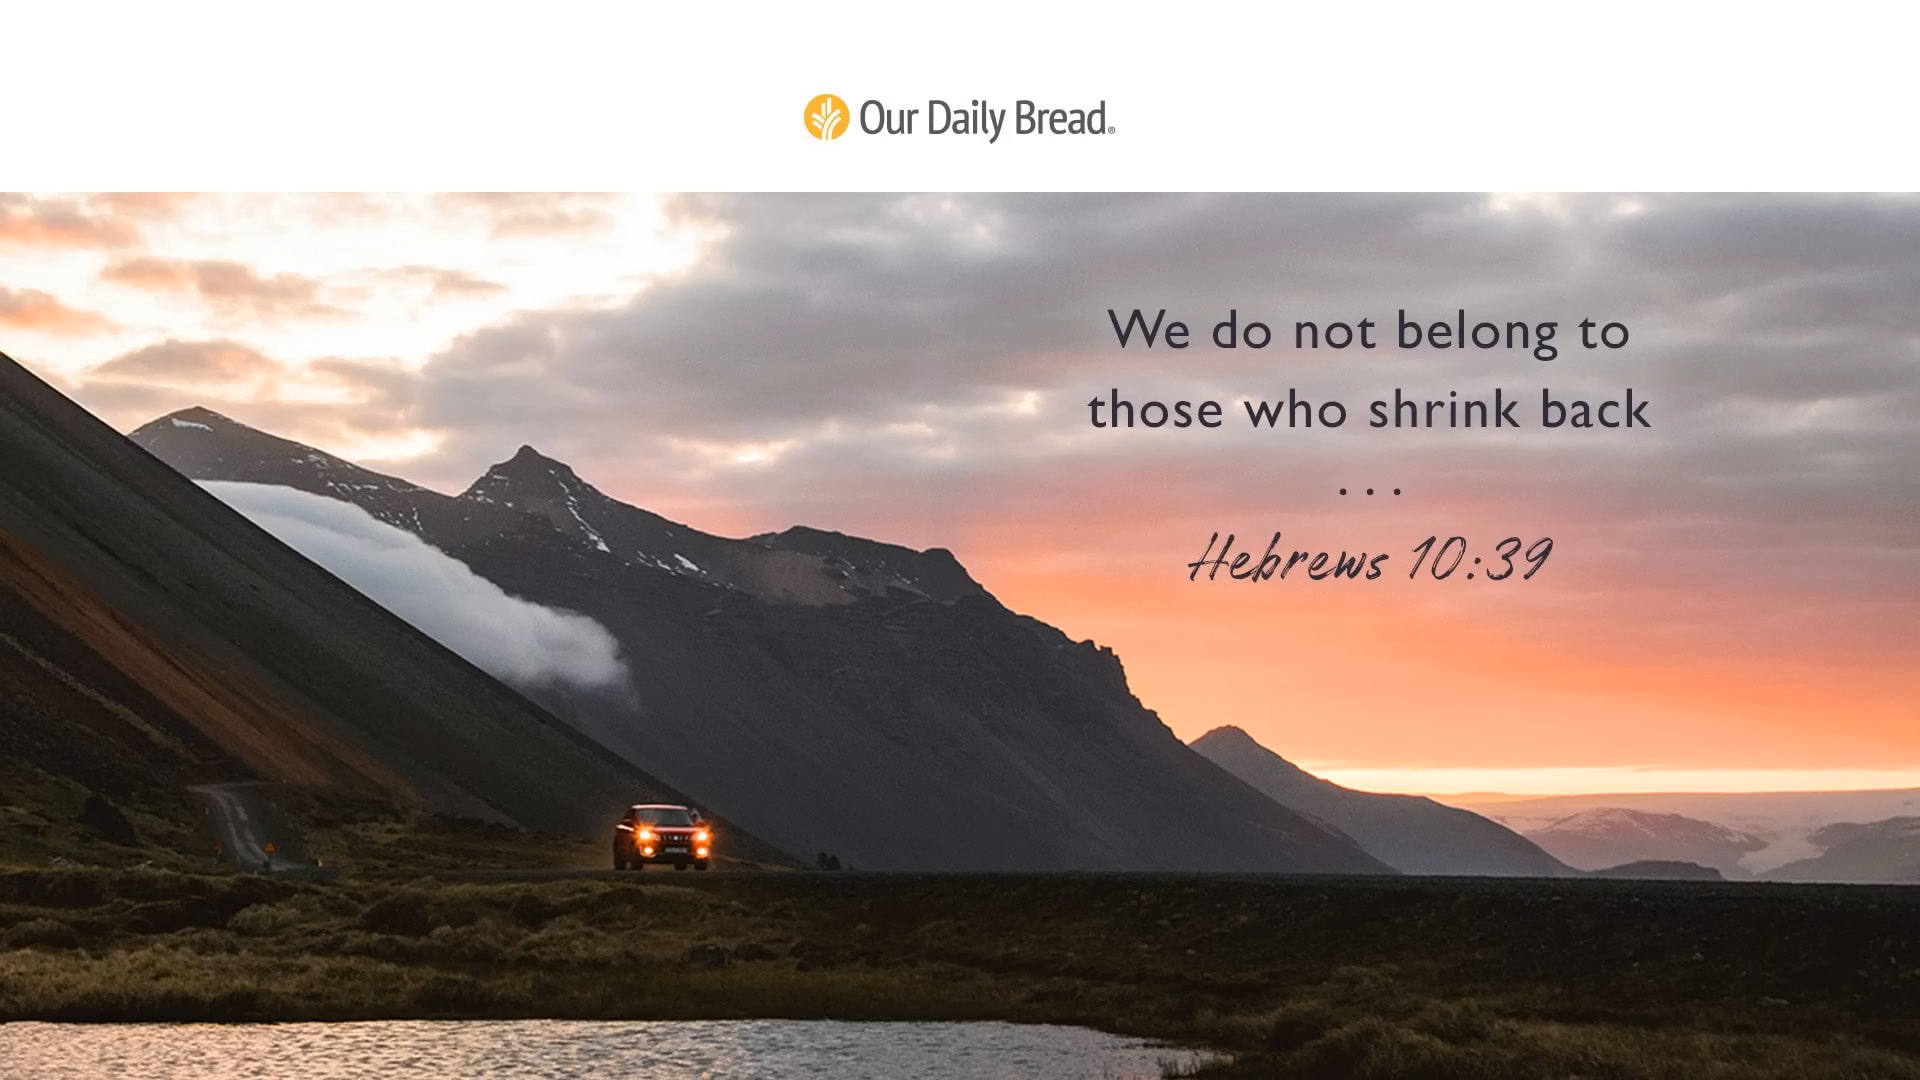 Our Daily Bread®
We do not belong to
those who shrink back
. . .
Hebrews 10:39